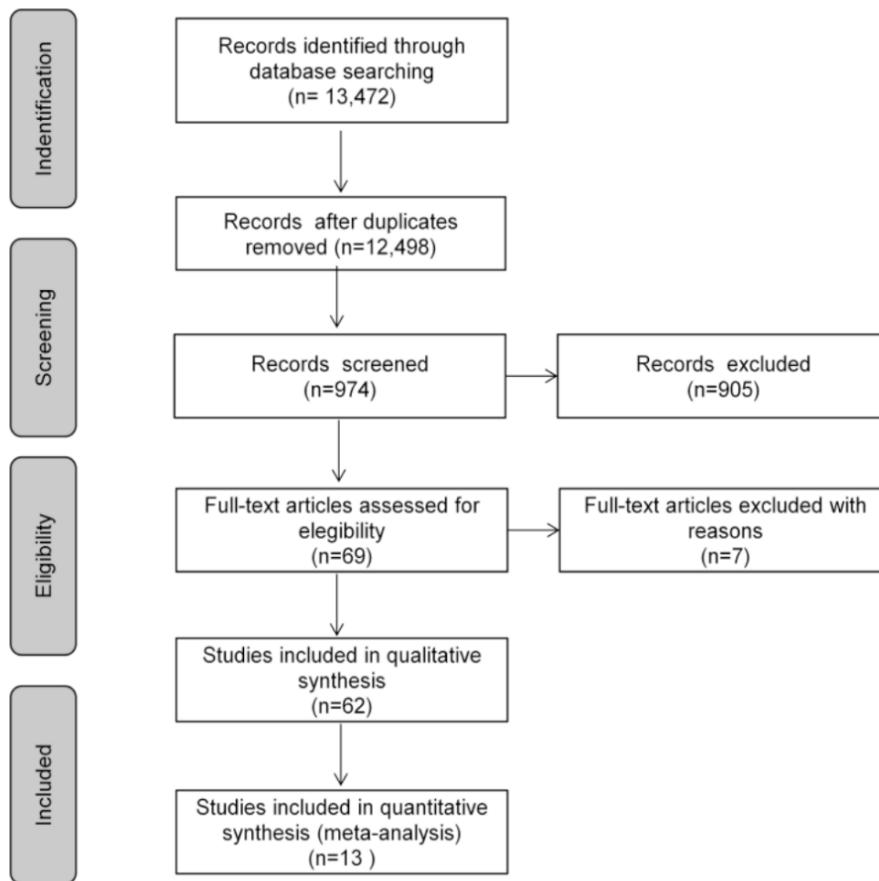 Indentification
Records identified through
database searching
(n= 13,472)
Records after duplicates
removed (n=12,498)
Screening
Records screened
(n=974)
Records excluded
(n=905)
Eligibility
Full-text articles assessed for
elegibility
(n=69)
Full-text articles excluded with
reasons
(n=7)
Studies included in qualitative
synthesis
(n=62)
Included
Studies included in quantitative
synthesis (meta-analysis)
(n=13 )